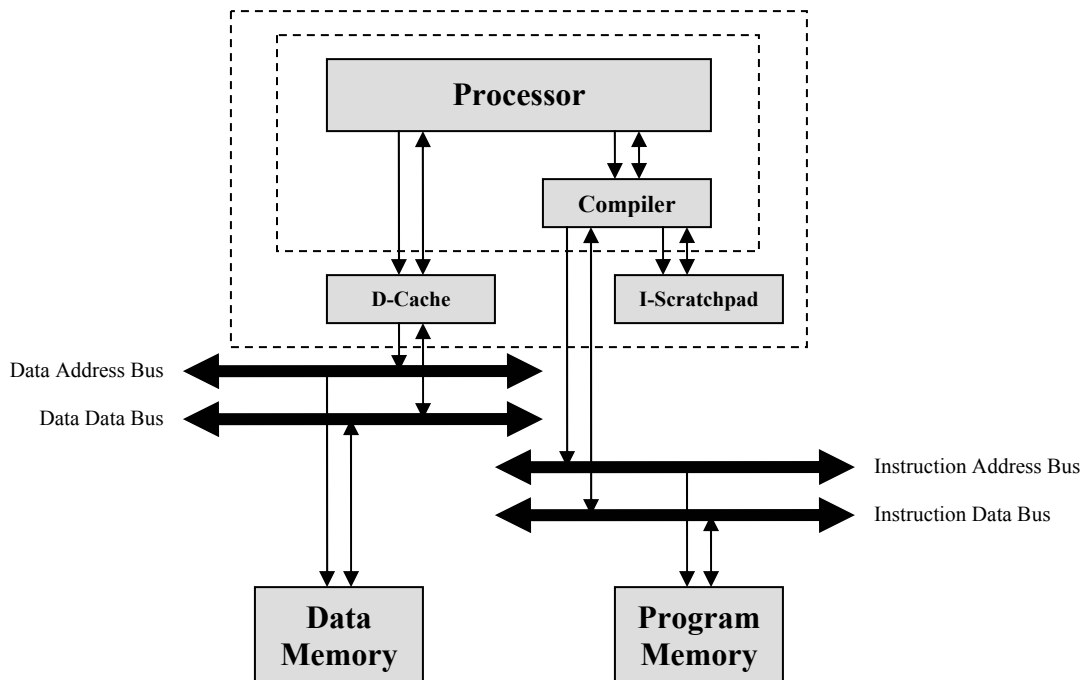 Processor
Compiler
D-Cache
I-Scratchpad
Data Address Bus
Data Data Bus
Instruction Address Bus
Instruction Data Bus
Data
Memory
Program
Memory